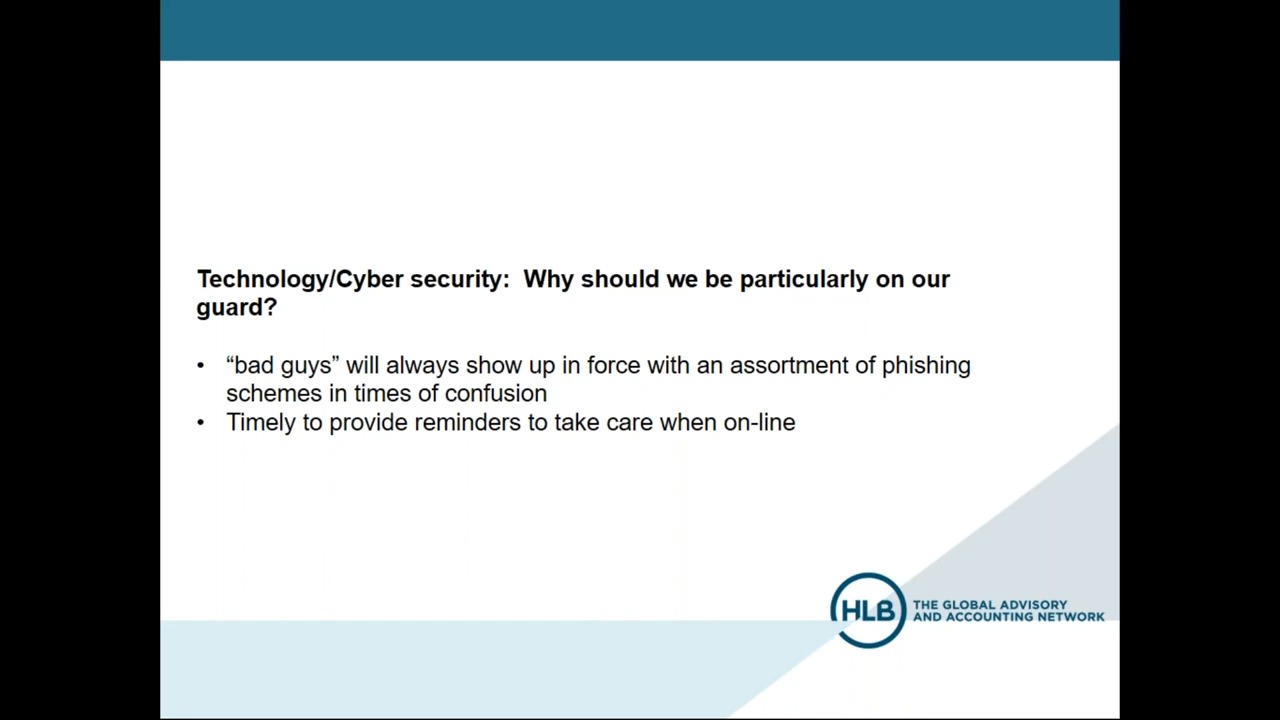 Technology/Cyber security:  Why should we be particularly on our
guard?
• “bad guys” will always show up in force with an assortment of phishing
schemes in times of confusion
• Timely to provide reminders to take care when on-line
HLB
THE GLOBAL ADVISORY
AND ACCOUNTING NETWORK